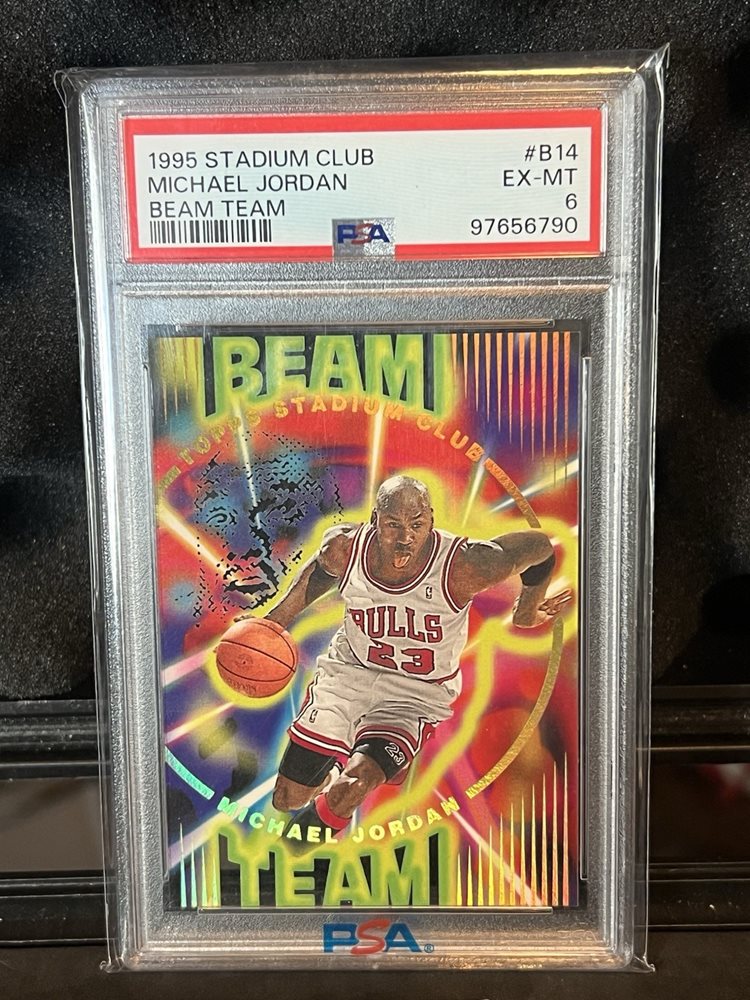 1995 STADIUM CLUB #B14
MICHAEL JORDAN EX-MT
BEAM TEAM 6
PSA 97656790
BEAM
TOPPS STADIUM CLUB
BULLS
23
23
MICHAEL JORDAN
TEAM
PSA®